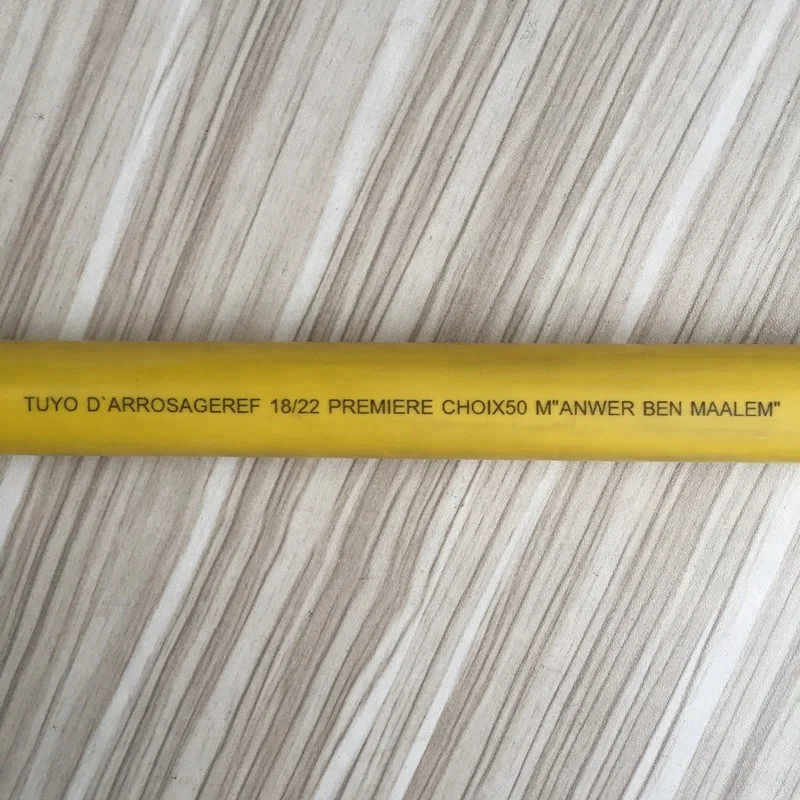 TUYO D`ARROSAGEREF 18/22 PREMIERE CHOIX50 M"ANWER BEN MAALEM"